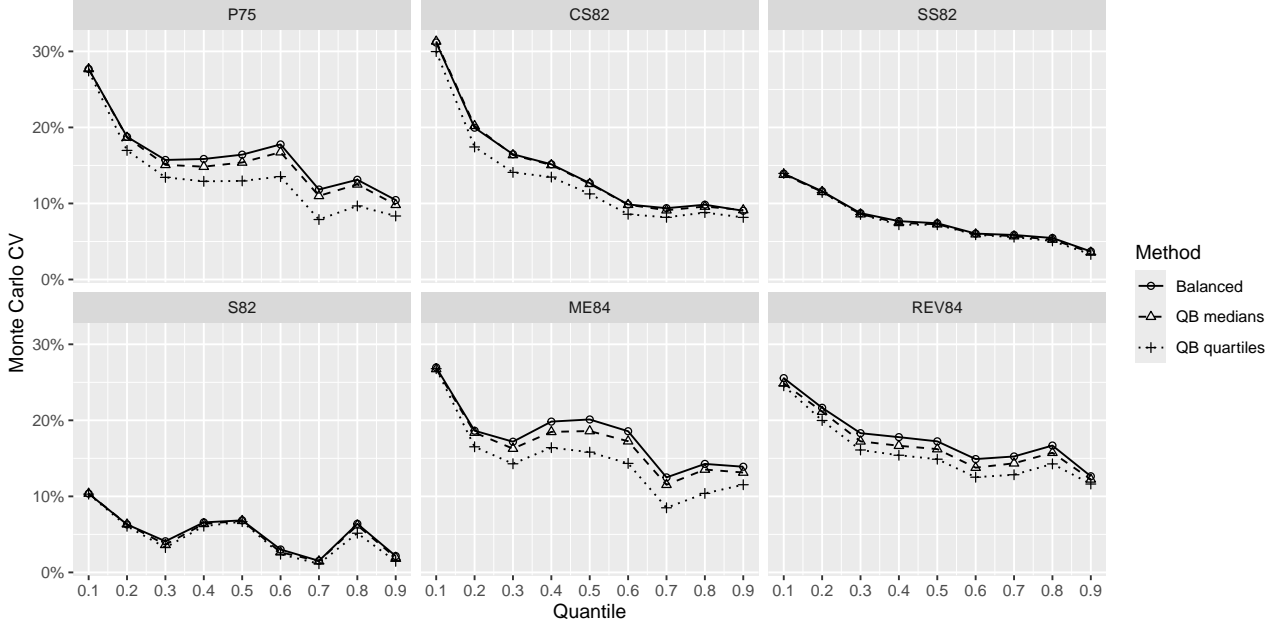 P75 CS82 SS82
30%
20%
10%
0%
Monte Carlo CV
S82 ME84 REV84
30%
20%
10%
0%
0.1 0.2 0.3 0.4 0.5 0.6 0.7 0.8 0.9 0.1 0.2 0.3 0.4 0.5 0.6 0.7 0.8 0.9 0.1 0.2 0.3 0.4 0.5 0.6 0.7 0.8 0.9
Quantile
Method
Balanced
QB medians
QB quartiles